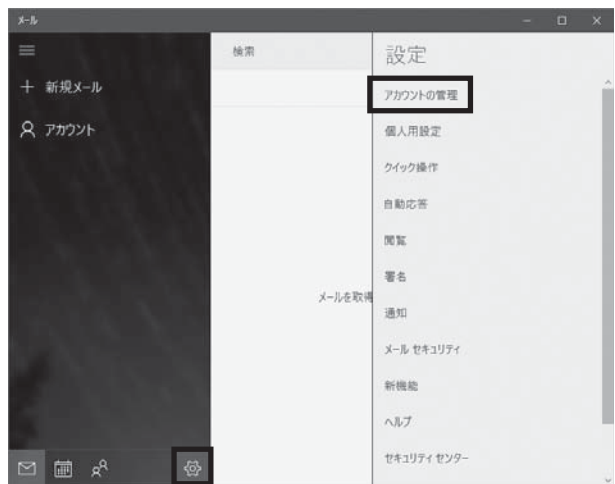 メール
検索
新規メール
アカウント
メールを取得
設定
アカウントの管理
個人用設定
クイック操作
自動応答
閲覧
署名
通知
メール セキュリティ
新機能
ヘルプ
セキュリティ センター